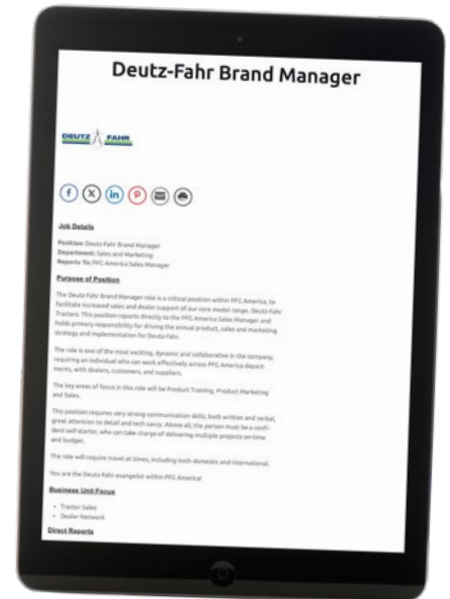 Deutz-Fahr Brand Manager
DEUTZ FAHR
Job Details
Position: Deutz-Fahr Brand Manager
Department: Sales and Marketing
Reports To: PFG America Sales Manager
Purpose of Position
The Deutz-Fahr Brand Manager role is a critical position within PFG America, to
facilitate increased sales and dealer support of our core model range, Deutz-Fahr
Tractors. This position reports directly to the PFG America Sales Manager and
holds primary responsibility for driving the annual product, sales and marketing
strategy and implementation for Deutz-Fahr.
The role is one of the most exciting, dynamic and collaborative in the company,
requiring an individual who can work effectively across PFG America depart-
ments, with dealers, customers, and suppliers.
The key areas of focus in this role will be Product Training, Product Marketing
and Sales.
This position requires very strong communication skills, both written and verbal,
great attention to detail and tech savvy. Above all, the person must be a confi-
dent self-starter, who can take charge of delivering multiple projects on-time
and budget.
The role will require travel at times, including both domestic and international.
You are the Deutz-Fahr evangelist within PFG America!
Business Unit Focus
• Tractor Sales
• Dealer Network
Direct Reports